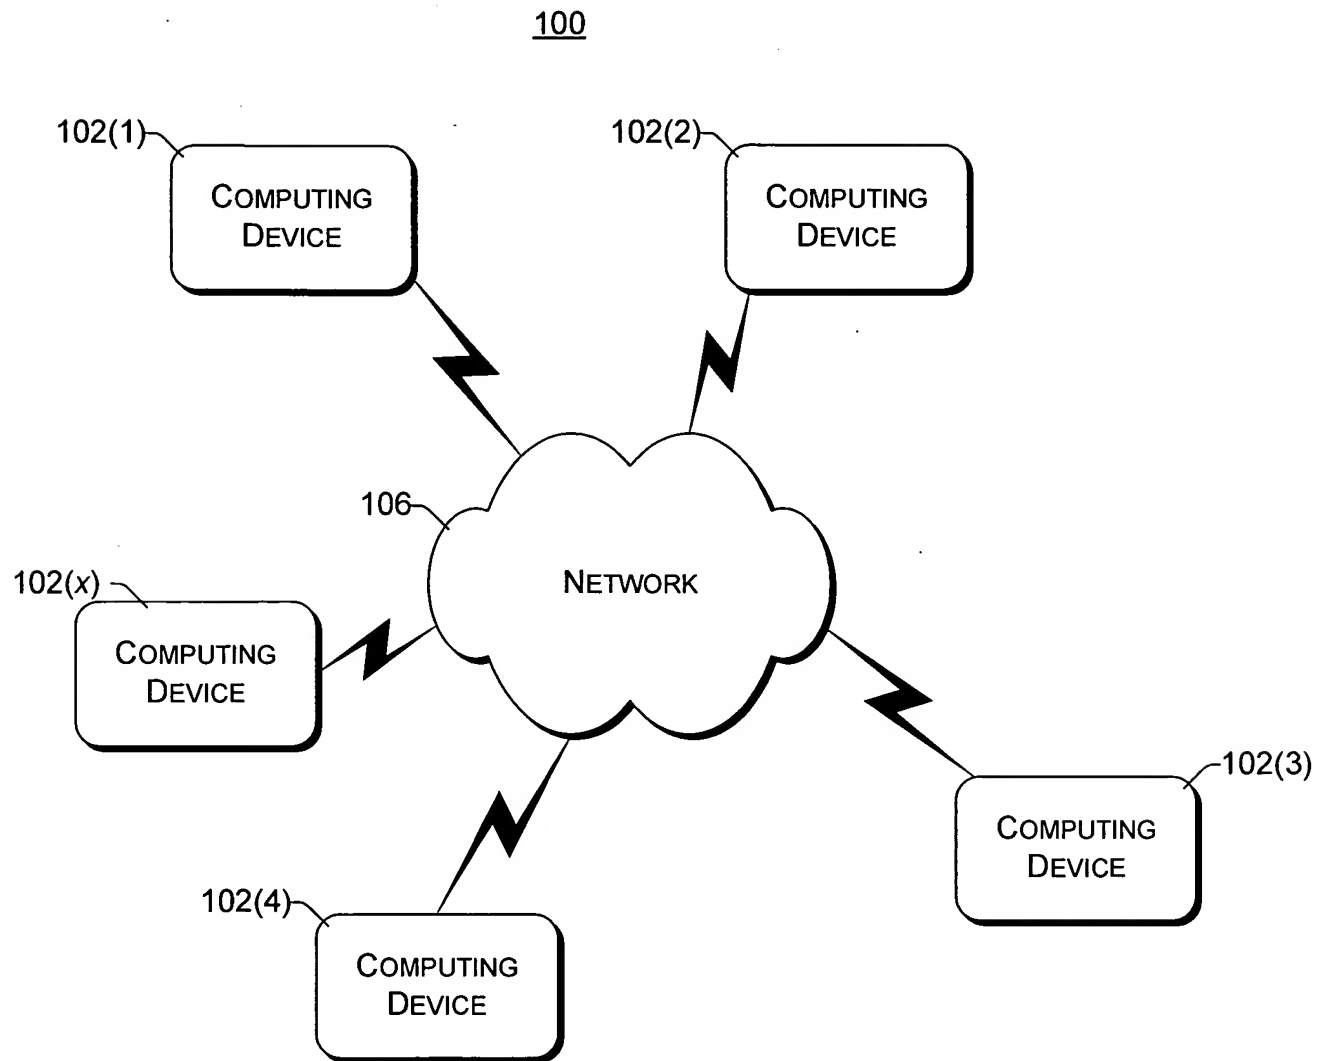 100
102(1)
COMPUTING
DEVICE
102(2)
COMPUTING
DEVICE
106
NETWORK
102(x)
COMPUTING
DEVICE
102(3)
COMPUTING
DEVICE
102(4)
COMPUTING
DEVICE